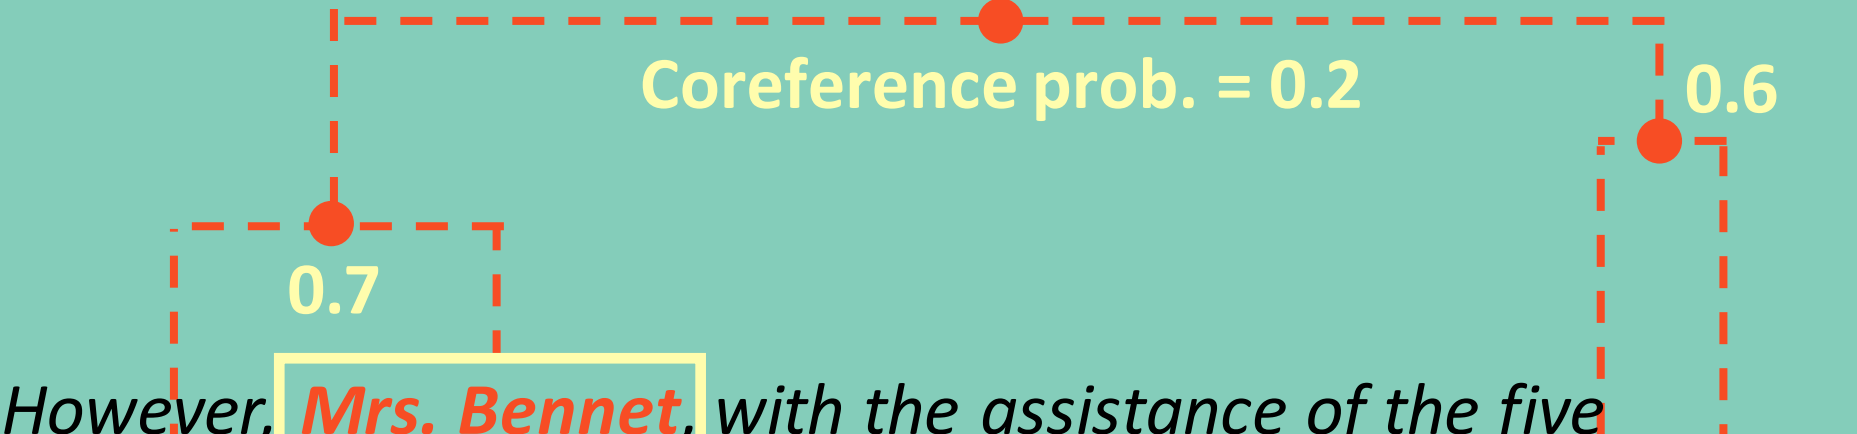 Coreference prob. = 0.2
0.6
0.7
However, Mrs. Bennet, with the assistance of the five